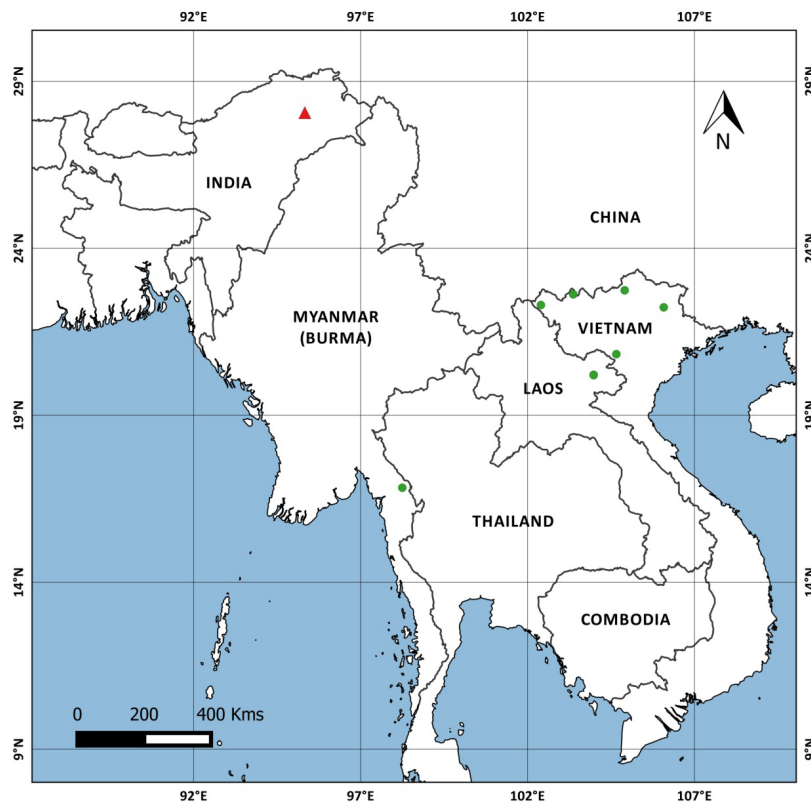 92°E 97°E 102°E 107°E
29°N 29°N
N
INDIA
CHINA
24°N 24°N
MYANMAR
(BURMA)
VIETNAM
LAOS
19°N 19°N
THAILAND
14°N 14°N
COMBODIA
0 200 400 Kms
9°N 9°N
92°E 97°E 102°E 107°E